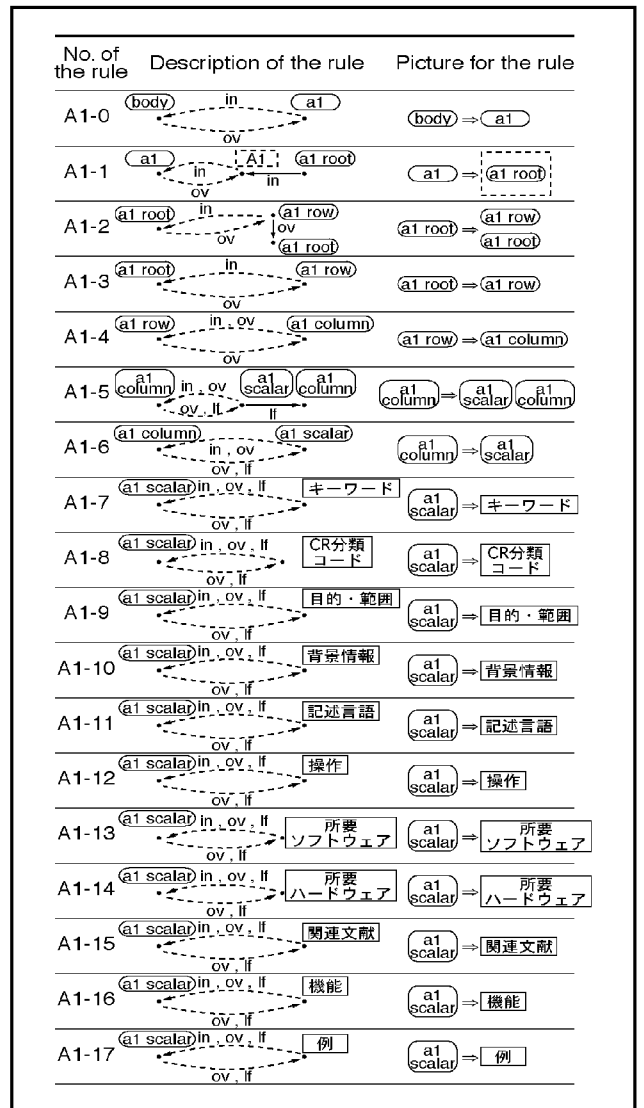 No. of the rule Description of the rule Picture for the rule
A1-0 body in a1 ov body ⇒ a1
A1-1 a1 in ov A1 in a1 root a1 ⇒ a1 root
A1-2 a1 root in ov a1 row ov a1 root a1 root ⇒ a1 row a1 root
A1-3 a1 root in a1 row ov a1 root ⇒ a1 row
A1-4 a1 row in , ov a1 column ov a1 row ⇒ a1 column
A1-5 a1 column in , ov ov , lf a1 scalar lf a1 column a1 column ⇒ a1 scalar a1 column
A1-6 a1 column in , ov a1 scalar ov , lf a1 column ⇒ a1 scalar
A1-7 a1 scalar in , ov , lf キーワード ov , lf a1 scalar ⇒ キーワード
A1-8 a1 scalar in , ov , lf CR分類コード ov , lf a1 scalar ⇒ CR分類コード
A1-9 a1 scalar in , ov , lf 目的・範囲 ov , lf a1 scalar ⇒ 目的・範囲
A1-10 a1 scalar in , ov , lf 背景情報 ov , lf a1 scalar ⇒ 背景情報
A1-11 a1 scalar in , ov , lf 記述言語 ov , lf a1 scalar ⇒ 記述言語
A1-12 a1 scalar in , ov , lf 操作 ov , lf a1 scalar ⇒ 操作
A1-13 a1 scalar in , ov , lf 所要ソフトウェア ov , lf a1 scalar ⇒ 所要ソフトウェア
A1-14 a1 scalar in , ov , lf 所要ハードウェア ov , lf a1 scalar ⇒ 所要ハードウェア
A1-15 a1 scalar in , ov , lf 関連文献 ov , lf a1 scalar ⇒ 関連文献
A1-16 a1 scalar in , ov , lf 機能 ov , lf a1 scalar ⇒ 機能
A1-17 a1 scalar in , ov , lf 例 ov , lf a1 scalar ⇒ 例